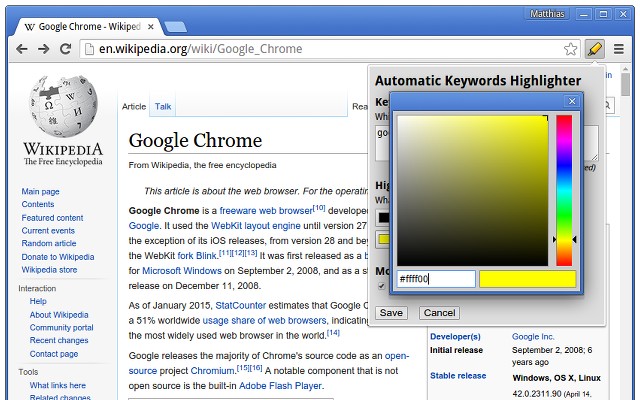 Matthias
Google Chrome - Wikiped
en.wikipedia.org/wiki/Google_Chrome
Automatic Keywords Highlighter
in
Article Talk Rea
WIKIPEDIA
The Free Encyclopedia
Google Chrome
From Wikipedia, the free encyclopedia
This article is about the web browser. For the operatin
Main page
Contents
Featured content
Current events
Random article
Donate to Wikipedia
Wikipedia store
Interaction
Help
About Wikipedia
Community portal
Recent changes
Contact page
Tools
What links here
Related changes
Google Chrome is a freeware web browser[10] develope
Google. It used the WebKit layout engine until version 27
the exception of its iOS releases, from version 28 and bey
the WebKit fork Blink.[11][12][13] It was first released as a b
for Microsoft Windows on September 2, 2008, and as a s
release on December 11, 2008.
As of January 2015, StatCounter estimates that Google C
a 51% worldwide usage share of web browsers, indicating
the most widely used web browser in the world.[14]
Google releases the majority of Chrome's source code as an open-
source project Chromium.[15][16] A notable component that is not
open source is the built-in Adobe Flash Player.
Key
goo
ed)
Hig
Mo
#ffff00
Save Cancel
Developer(s) Google Inc.
Initial release September 2, 2008; 6
years ago
Stable release Windows, OS X, Linux
42.0.2311.90 (April 14,